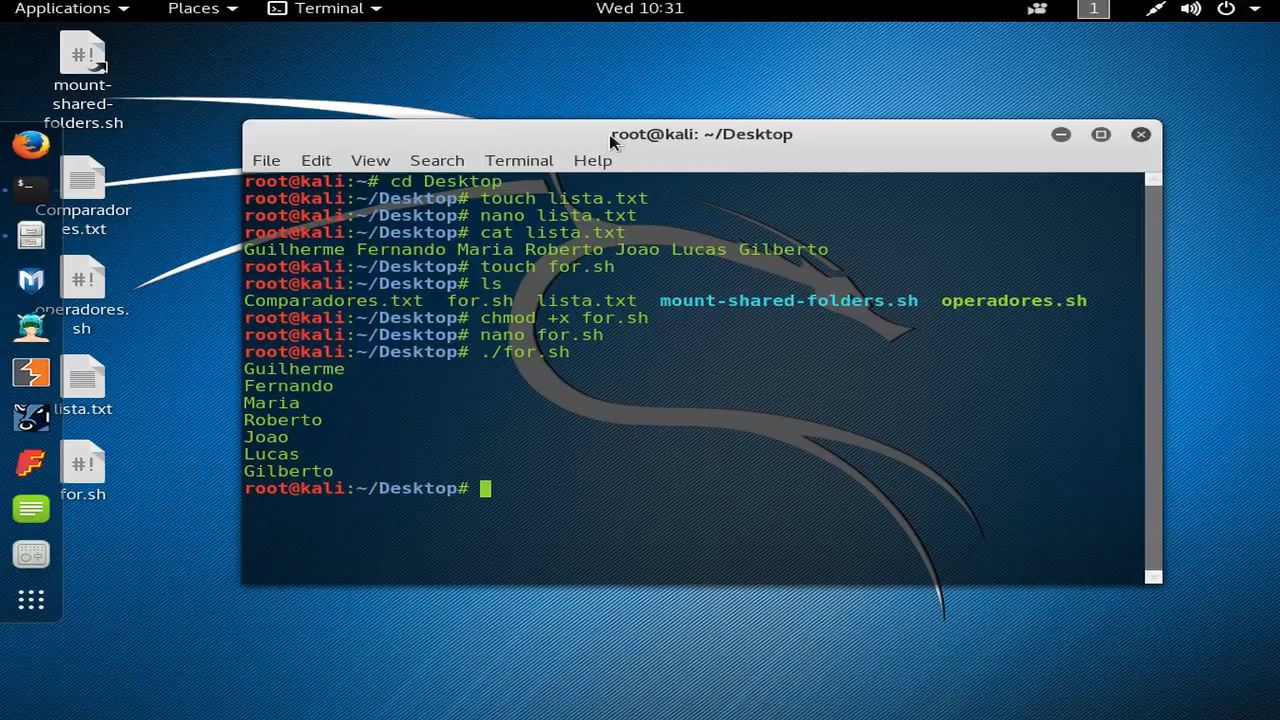 Applications Places Terminal Wed 10:31 1
mount-
shared-
folders.sh
Comparador
es.txt
operadores.
sh
lista.txt
for.sh
root@kali: ~/Desktop
File Edit View Search Terminal Help
root@kali:~# cd Desktop
root@kali:~/Desktop# touch lista.txt
root@kali:~/Desktop# nano lista.txt
root@kali:~/Desktop# cat lista.txt
Guilherme Fernando Maria Roberto Joao Lucas Gilberto
root@kali:~/Desktop# touch for.sh
root@kali:~/Desktop# ls
Comparadores.txt for.sh lista.txt mount-shared-folders.sh operadores.sh
root@kali:~/Desktop# chmod +x for.sh
root@kali:~/Desktop# nano for.sh
root@kali:~/Desktop# ./for.sh
Guilherme
Fernando
Maria
Roberto
Joao
Lucas
Gilberto
root@kali:~/Desktop#